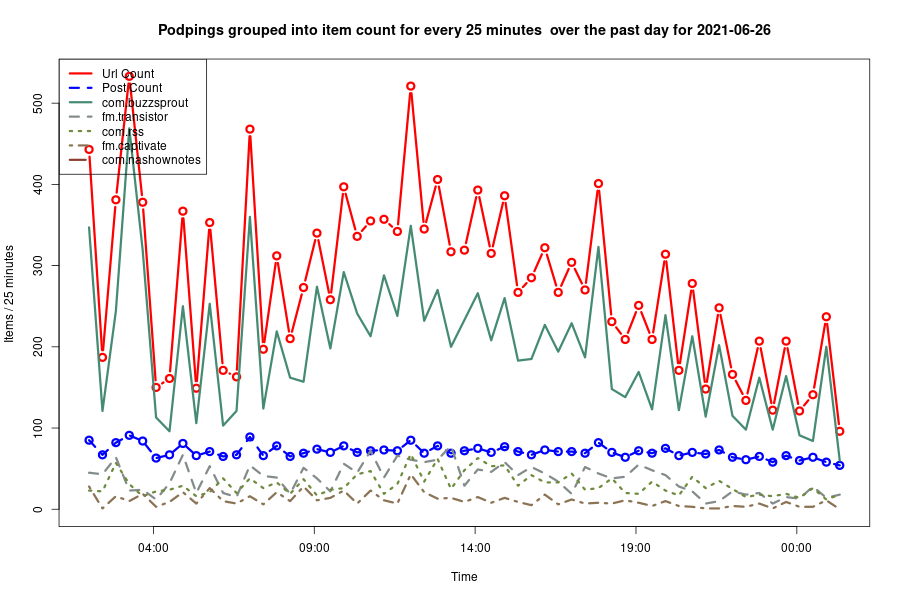 Podpings grouped into item count for every 25 minutes  over the past day for 2021-06-26
Url Count
Post Count
com.buzzsprout
fm.transistor
com.rss
fm.captivate
com.nashownotes
Items / 25 minutes
500
400
300
200
100
0
04:00 09:00 14:00 19:00 00:00
Time